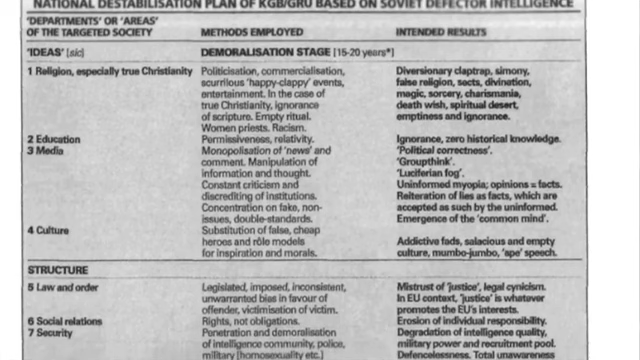 NATIONAL DESTABILISATION PLAN OF KGB/GRU BASED ON SOVIET DEFECTOR INTELLIGENCE
'DEPARTMENTS' OR 'AREAS'
OF THE TARGETED SOCIETY METHODS EMPLOYED INTENDED RESULTS
'IDEAS' [sic] DEMORALISATION STAGE [15-20 years*]
1 Religion, especially true Christianity Politicisation, commercialisation, Diversionary claptrap, simony,
scurrilous 'happy-clappy' events, false religion, sects, divination,
entertainment. In the case of magic, sorcery, charismania,
true Christianity, ignorance death wish, spiritual desert,
of scripture. Empty ritual. emptiness and ignorance.
Women priests. Racism.
2 Education Permissiveness, relativity. Ignorance, zero historical knowledge.
3 Media Monopolisation of 'news' and 'Political correctness'.
comment. Manipulation of 'Groupthink'.
information and thought. 'Luciferian fog'.
Constant criticism and Uninformed myopia; opinions = facts.
discrediting of institutions. Reiteration of lies as facts, which are
Concentration on fake, non- accepted as such by the uninformed.
issues, double-standards. Emergence of the 'common mind'.
4 Culture Substitution of false, cheap
heroes and rôle models Addictive fads, salacious and empty
for inspiration and morals. culture, mumbo-jumbo, 'ape' speech.
STRUCTURE
5 Law and order Legislated, imposed, inconsistent, Mistrust of 'justice', legal cynicism.
unwarranted bias in favour of In EU context, 'justice' is whatever
offender, victimisation of victim. promotes the EU's interests.
6 Social relations Rights, not obligations. Erosion of individual responsibility.
7 Security Penetration and demoralisation Degradation of intelligence quality,
of intelligence community, police, military power and recruitment pool.
military [homosexuality etc.] Defencelessness. Total unawareness